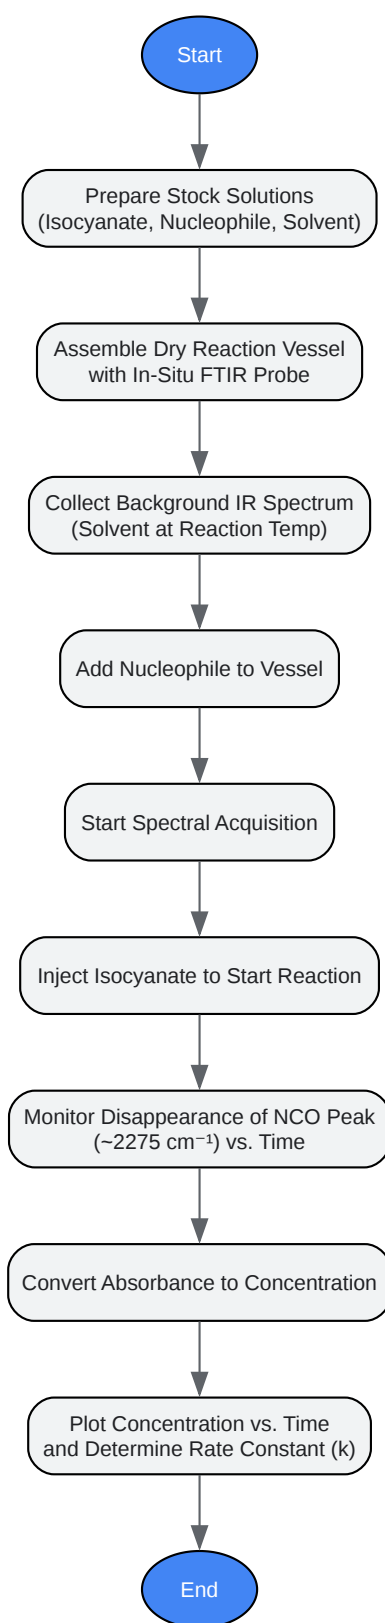 Start
Prepare Stock Solutions
(Isocyanate, Nucleophile, Solvent)
Assemble Dry Reaction Vessel
with In-Situ FTIR Probe
Collect Background IR Spectrum
(Solvent at Reaction Temp)
Add Nucleophile to Vessel
Start Spectral Acquisition
Inject Isocyanate to Start Reaction
Monitor Disappearance of NCO Peak
(~2275 cm⁻¹) vs. Time
Convert Absorbance to Concentration
Plot Concentration vs. Time
and Determine Rate Constant (k)
End